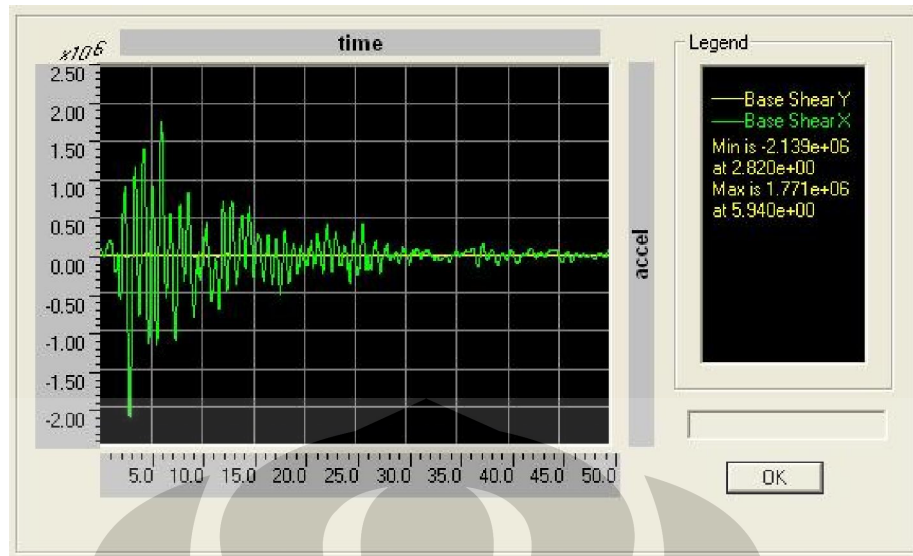 x10^6
time
2.50
2.00
1.50
1.00
0.50
0.00
-0.50
-1.00
-1.50
-2.00
accel
5.0 10.0 15.0 20.0 25.0 30.0 35.0 40.0 45.0 50.0
Legend
Base Shear Y
Base Shear X
Min is -2.139e+06
at 2.820e+00
Max is 1.771e+06
at 5.940e+00
OK